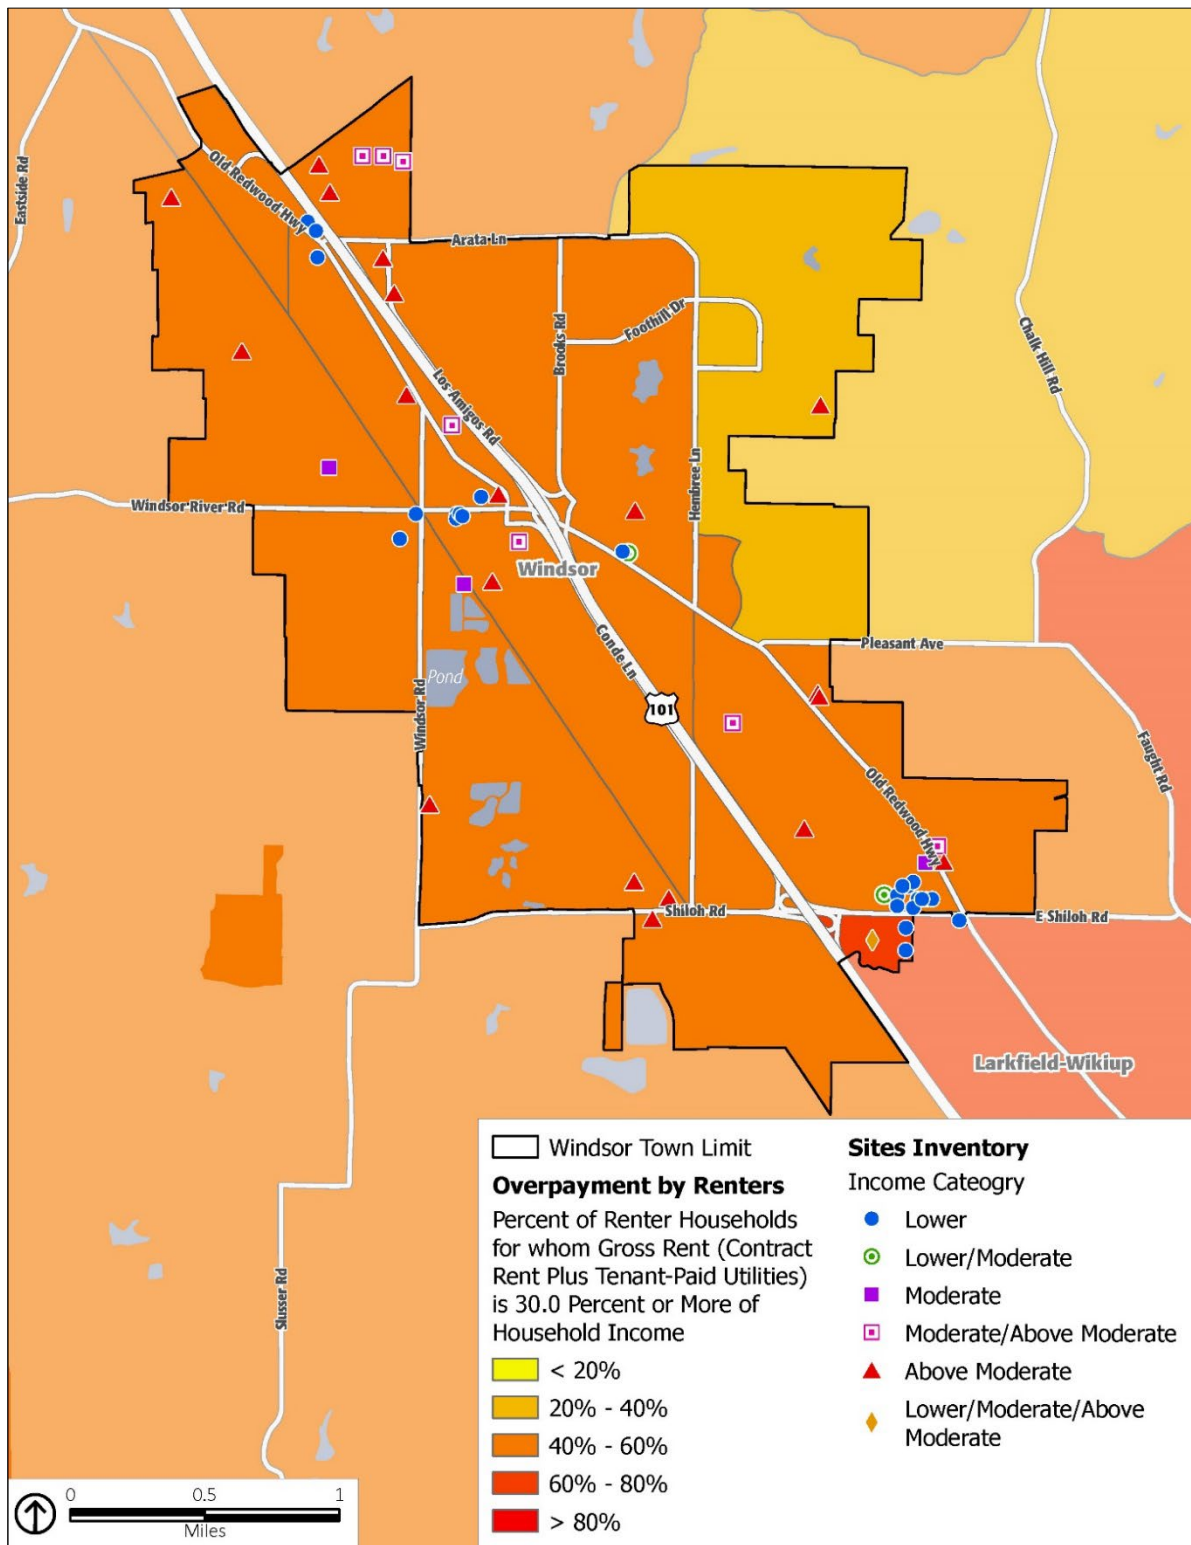 Eastside Rd
Old Redwood Hwy
Arata Ln
Brooks Rd
Foothill Dr
Chalk Hill Rd
Los Amigos Rd
Hembree Ln
Windsor River Rd
Windsor
Conde Ln
Pleasant Ave
Pond
Windsor Rd
101
Faught Rd
Old Redwood Hwy
Shiloh Rd
E Shiloh Rd
Larkfield-Wikiup
Slusser Rd
Windsor Town Limit
Overpayment by Renters
Percent of Renter Households
for whom Gross Rent (Contract
Rent Plus Tenant-Paid Utilities)
is 30.0 Percent or More of
Household Income
< 20%
20% - 40%
40% - 60%
60% - 80%
> 80%
Sites Inventory
Income Cateogry
Lower
Lower/Moderate
Moderate
Moderate/Above Moderate
Above Moderate
Lower/Moderate/Above
Moderate
0 0.5 1
Miles